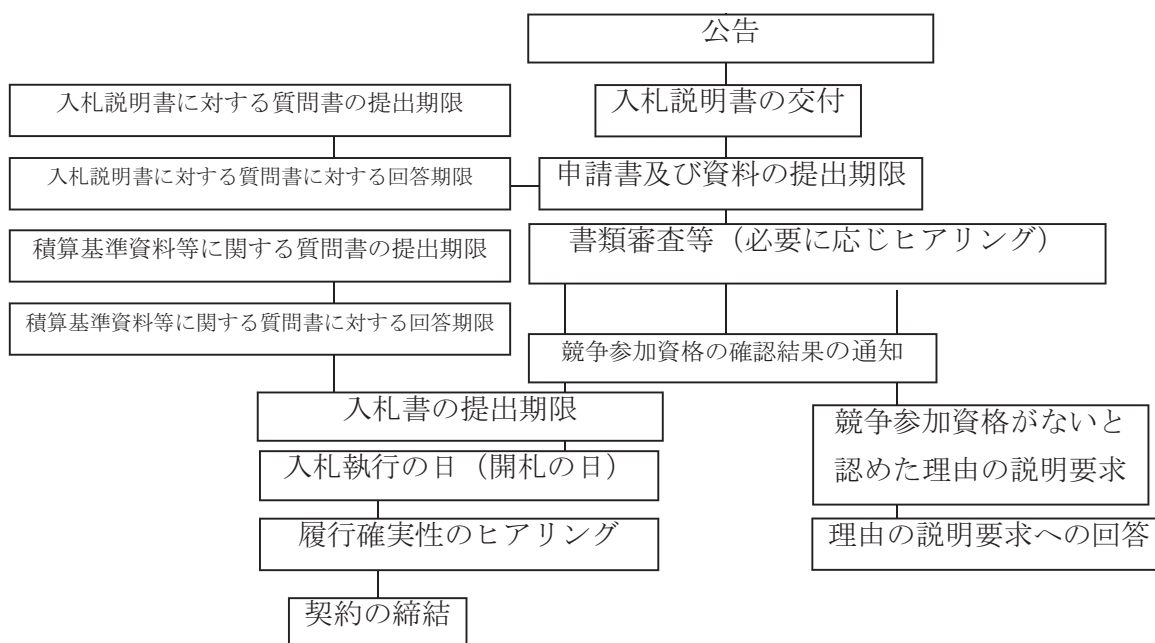 公告
入札説明書に対する質問書の提出期限
入札説明書の交付
入札説明書に対する質問書に対する回答期限
申請書及び資料の提出期限
積算基準資料等に関する質問書の提出期限
書類審査等（必要に応じヒアリング）
積算基準資料等に関する質問書に対する回答期限
競争参加資格の確認結果の通知
入札書の提出期限
競争参加資格がないと
認めた理由の説明要求
入札執行の日（開札の日）
履行確実性のヒアリング
理由の説明要求への回答
契約の締結